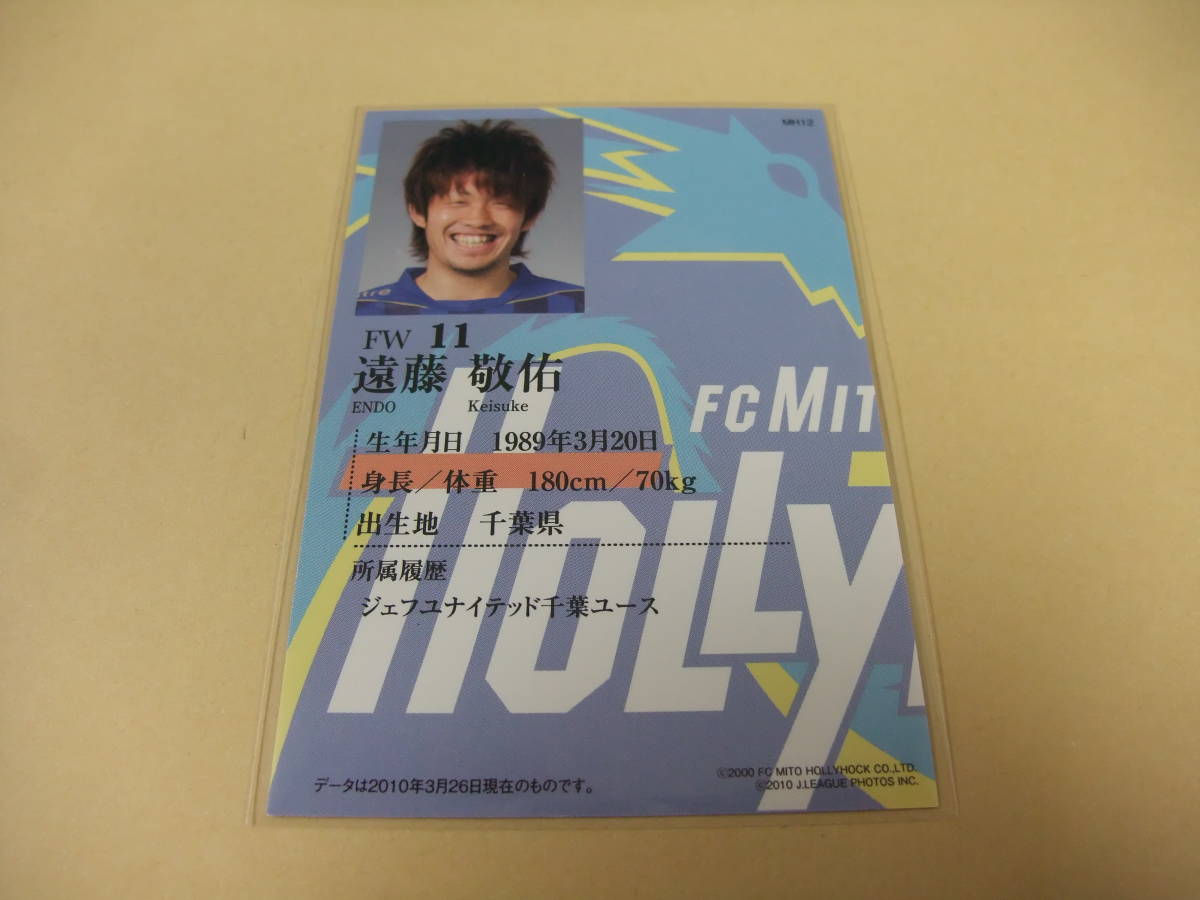 MH12
tre
FW 11
遠藤 敬佑
ENDO Keisuke
FC MIT
HOLLY
生年月日 1989年3月20日
身長／体重 180cm／70kg
出生地 千葉県
所属履歴
ジェフユナイテッド千葉ユース
データは2010年3月26日現在のものです。
©2000 FC MITO HOLLYHOCK CO.,LTD.
©2010 J.LEAGUE PHOTOS INC.